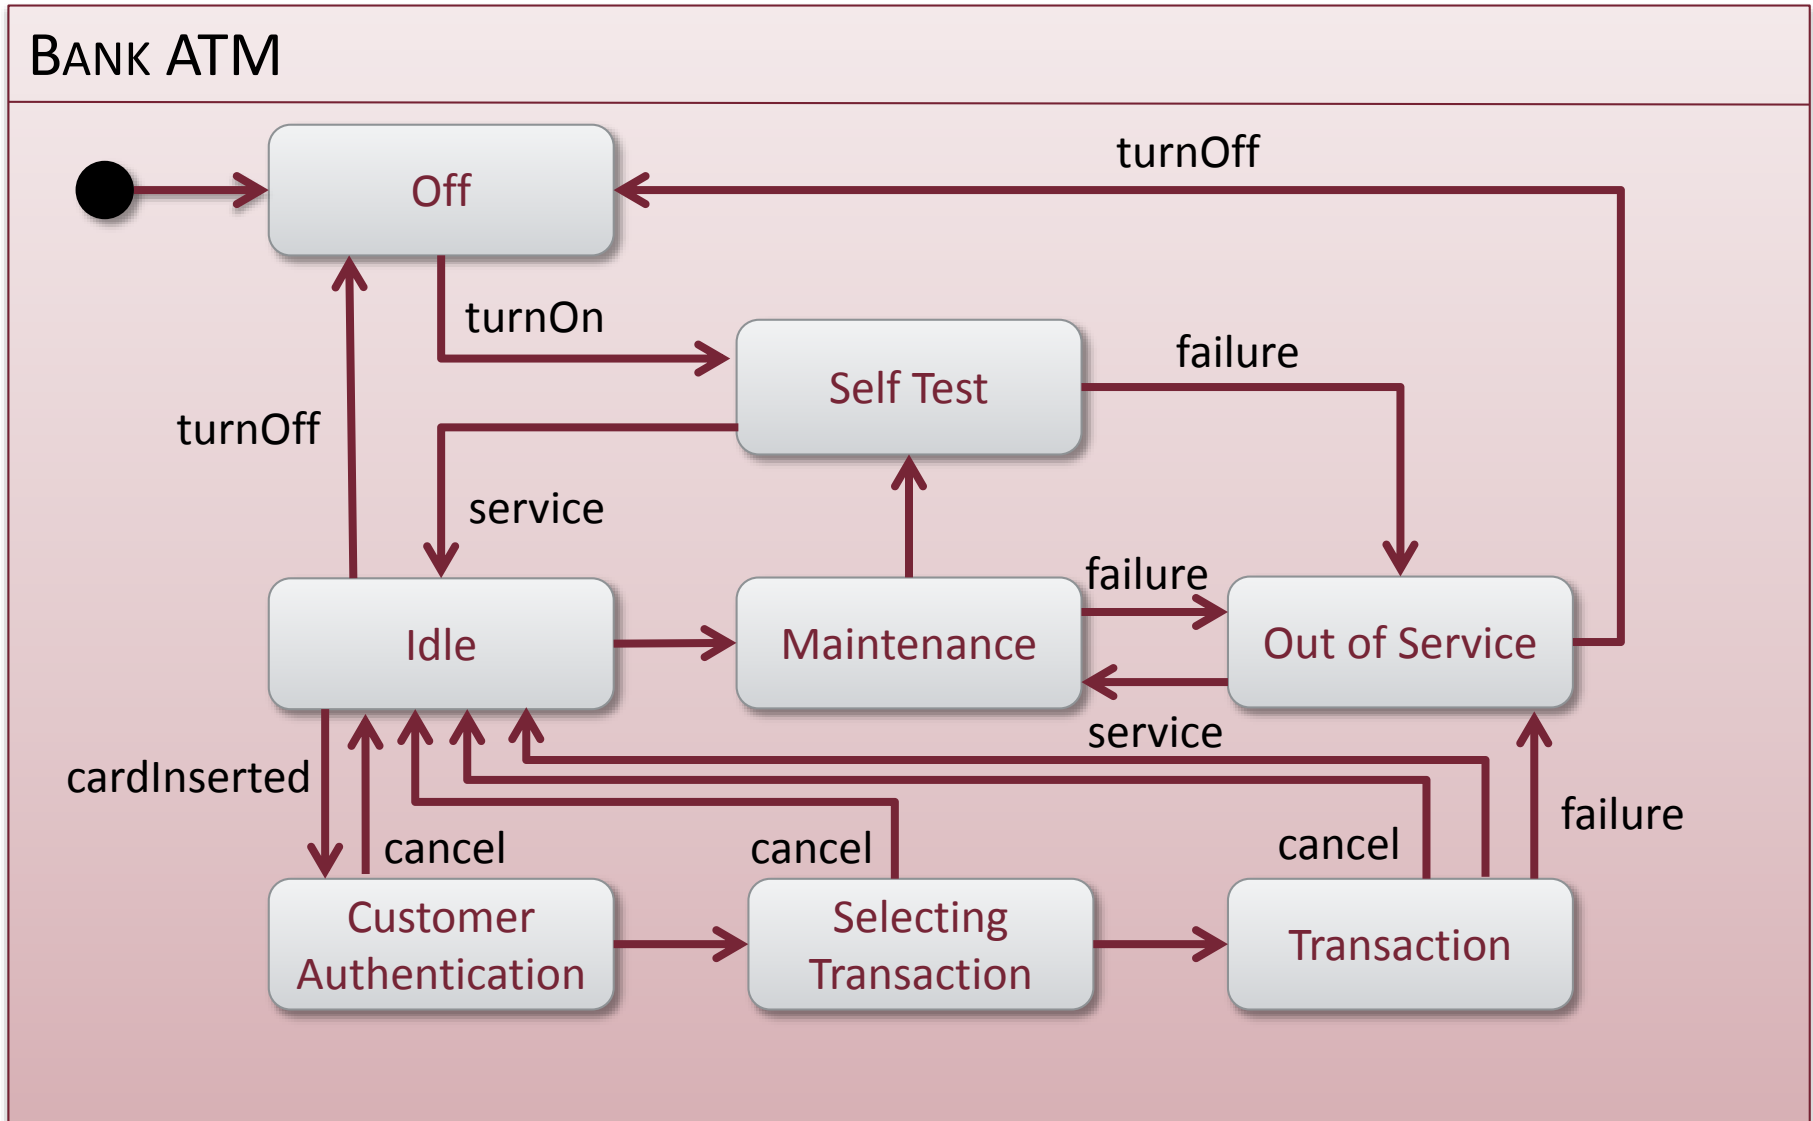 BANK ATM
turnOff
Off
turnOn
failure
Self Test
turnOff
service
failure
Idle
Maintenance
Out of Service
service
cardInserted
failure
cancel
cancel
cancel
Customer
Authentication
Selecting
Transaction
Transaction